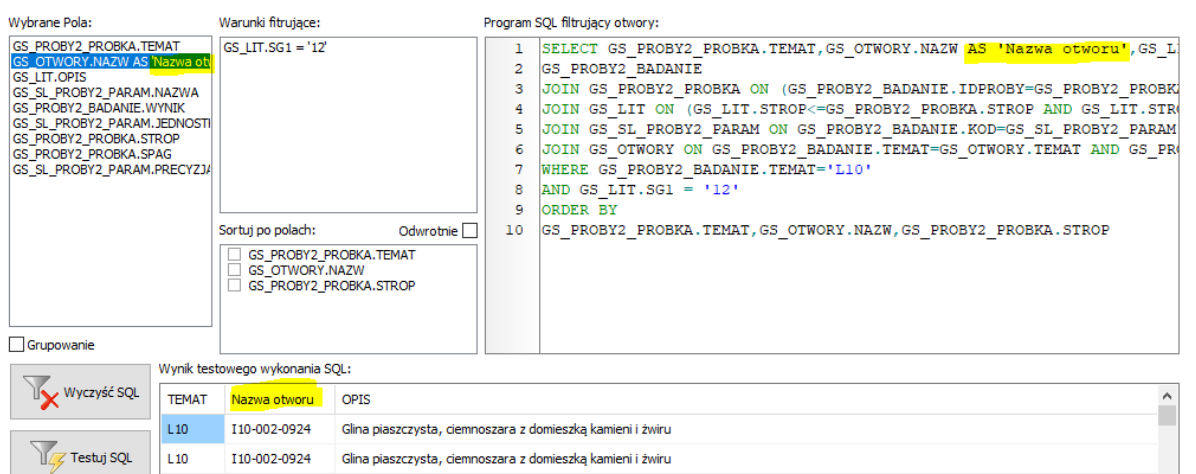 Wybrane Pola:
GS_PROBY2_PROBKA.TEMAT
GS_OTWORY.NAZW AS 'Nazwa otw
GS_LIT.OPIS
GS_SL_PROBY2_PARAM.NAZWA
GS_PROBY2_BADANIE.WYNIK
GS_SL_PROBY2_PARAM.JEDNOSTI
GS_PROBY2_PROBKA.STROP
GS_PROBY2_PROBKA.SPAG
GS_SL_PROBY2_PARAM.PRECYZJA
Grupowanie
Warunki fitrujące:
GS_LIT.SG1 = '12'
Sortuj po polach:
Odwrotnie
GS_PROBY2_PROBKA.TEMAT
GS_OTWORY.NAZW
GS_PROBY2_PROBKA.STROP
Program SQL filtrujący otwory:
1 SELECT GS_PROBY2_PROBKA.TEMAT,GS_OTWORY.NAZW AS 'Nazwa otworu',GS_L
2 GS_PROBY2_BADANIE
3 JOIN GS_PROBY2_PROBKA ON (GS_PROBY2_BADANIE.IDPROBY=GS_PROBY2_PROBKA
4 JOIN GS_LIT ON (GS_LIT.STROP<=GS_PROBY2_PROBKA.STROP AND GS_LIT.STRO
5 JOIN GS_SL_PROBY2_PARAM ON GS_PROBY2_BADANIE.KOD=GS_SL_PROBY2_PARAM
6 JOIN GS_OTWORY ON GS_PROBY2_BADANIE.TEMAT=GS_OTWORY.TEMAT AND GS_PRO
7 WHERE GS_PROBY2_BADANIE.TEMAT='L10'
8 AND GS_LIT.SG1 = '12'
9 ORDER BY
10 GS_PROBY2_PROBKA.TEMAT,GS_OTWORY.NAZW,GS_PROBY2_PROBKA.STROP
Wyczyść SQL
Testuj SQL
Wynik testowego wykonania SQL:
TEMAT Nazwa otworu OPIS
L10 I10-002-0924 Glina piaszczysta, ciemnoszara z domieszką kamieni i żwiru
L10 I10-002-0924 Glina piaszczysta, ciemnoszara z domieszką kamieni i żwiru